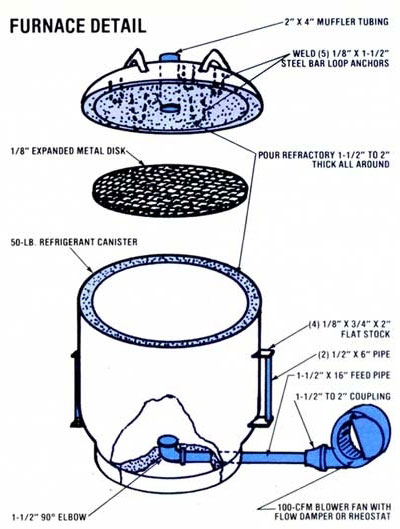 FURNACE DETAIL
2" X 4" MUFFLER TUBING
WELD (5) 1/8" X 1-1/2"
STEEL BAR LOOP ANCHORS
1/8" EXPANDED METAL DISK
POUR REFRACTORY 1-1/2" TO 2"
THICK ALL AROUND
50-LB. REFRIGERANT CANISTER
(4) 1/8" X 3/4" X 2"
FLAT STOCK
(2) 1/2" X 6" PIPE
1-1/2" X 16" FEED PIPE
1-1/2" TO 2" COUPLING
1-1/2" 90° ELBOW
100-CFM BLOWER FAN WITH
FLOW DAMPER OR RHEOSTAT